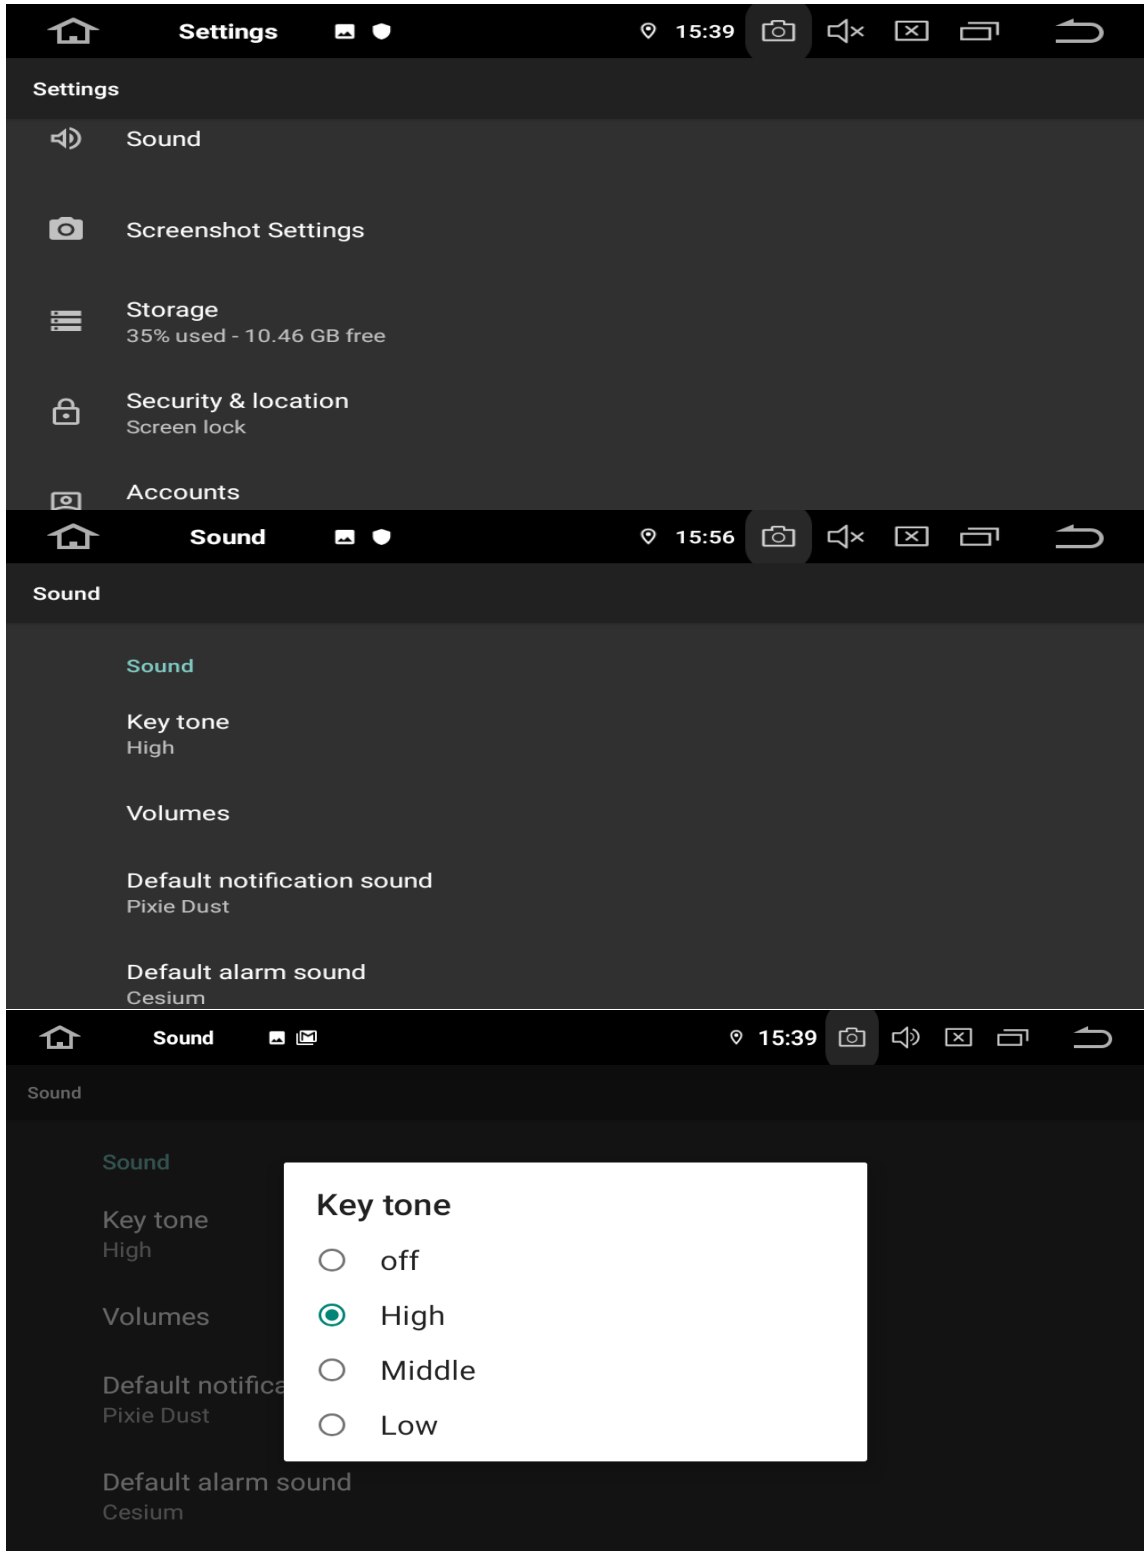 Settings 15:39
Settings
Sound
Screenshot Settings
Storage
35% used - 10.46 GB free
Security & location
Screen lock
Accounts
Sound 15:56
Sound
Sound
Key tone
High
Volumes
Default notification sound
Pixie Dust
Default alarm sound
Cesium
Sound 15:39
Sound
Sound
Key tone
High
Volumes
Default notifica
Pixie Dust
Default alarm sound
Cesium
Key tone
off
High
Middle
Low